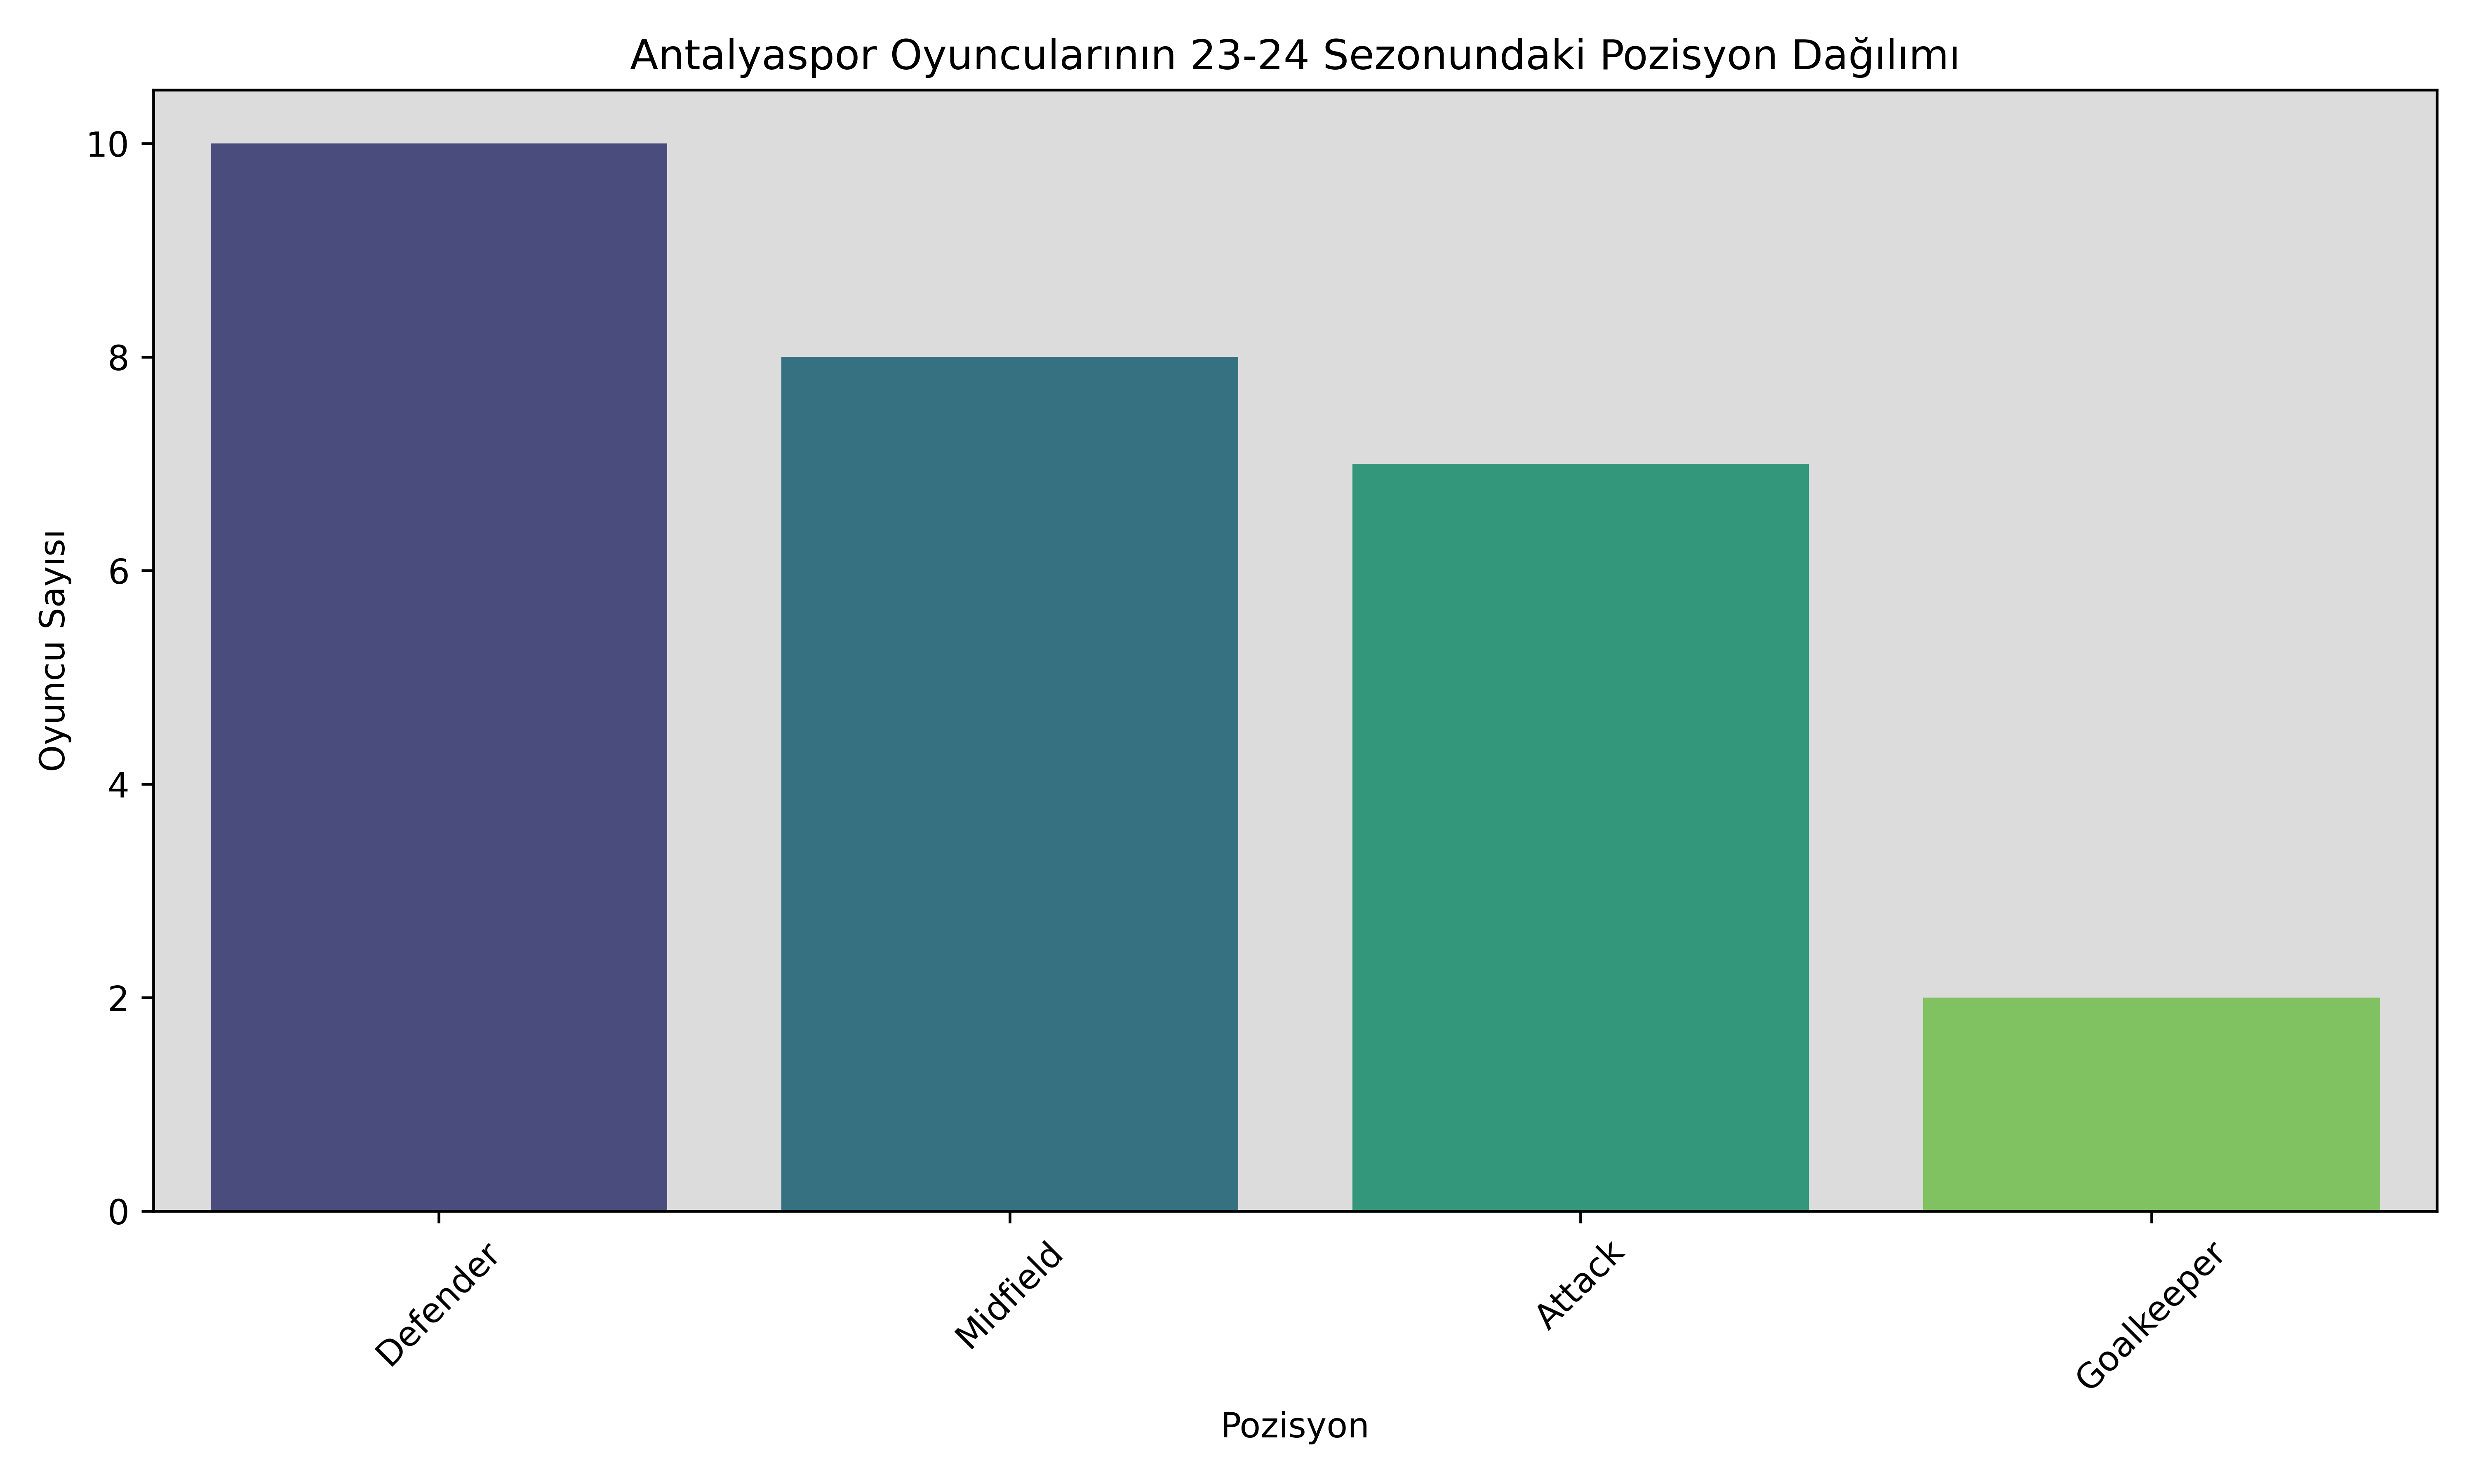 Antalyaspor Oyuncularının 23-24 Sezonundaki Pozisyon Dağılımı
Oyuncu Sayısı
10
8
6
4
2
0
Defender
Midfield
Attack
Goalkeeper
Pozisyon